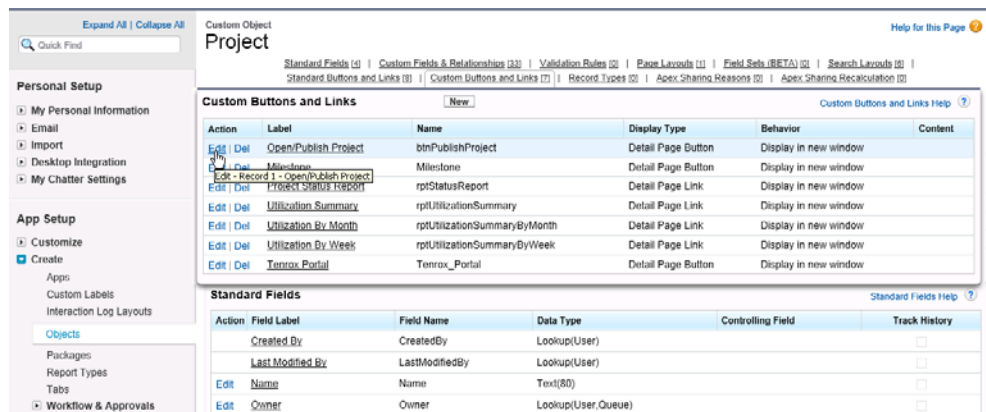 Expand All | Collapse All
Quick Find
Personal Setup
My Personal Information
Email
Import
Desktop Integration
My Chatter Settings
App Setup
Customize
Create
Apps
Custom Labels
Interaction Log Layouts
Objects
Packages
Report Types
Tabs
Workflow & Approvals
Custom Object
Project
Help for this Page
Standard Fields [4] | Custom Fields & Relationships [33] | Validation Rules [0] | Page Layouts [1] | Field Sets (BETA) [0] | Search Layouts [6] |
Standard Buttons and Links [8] | Custom Buttons and Links [7] | Record Types [0] | Apex Sharing Reasons [0] | Apex Sharing Recalculation [0]
Custom Buttons and Links New Custom Buttons and Links Help ?
Action Label Name Display Type Behavior Content
Edit | Del Open/Publish Project btnPublishProject Detail Page Button Display in new window
Del Milestone Milestone Detail Page Button Display in new window
Edit - Record 1 - Open/Publish Project
Edit | Del Project Status Report rptStatusReport Detail Page Link Display in new window
Edit | Del Utilization Summary rptUtilizationSummary Detail Page Link Display in new window
Edit | Del Utilization By Month rptUtilizationSummaryByMonth Detail Page Link Display in new window
Edit | Del Utilization By Week rptUtilizationSummaryByWeek Detail Page Link Display in new window
Edit | Del Tenrox Portal Tenrox_Portal Detail Page Button Display in new window
Standard Fields Standard Fields Help ?
Action Field Label Field Name Data Type Controlling Field Track History
Created By CreatedBy Lookup(User)
Last Modified By LastModifiedBy Lookup(User)
Edit Name Name Text(80)
Edit Owner Owner Lookup(User,Queue)